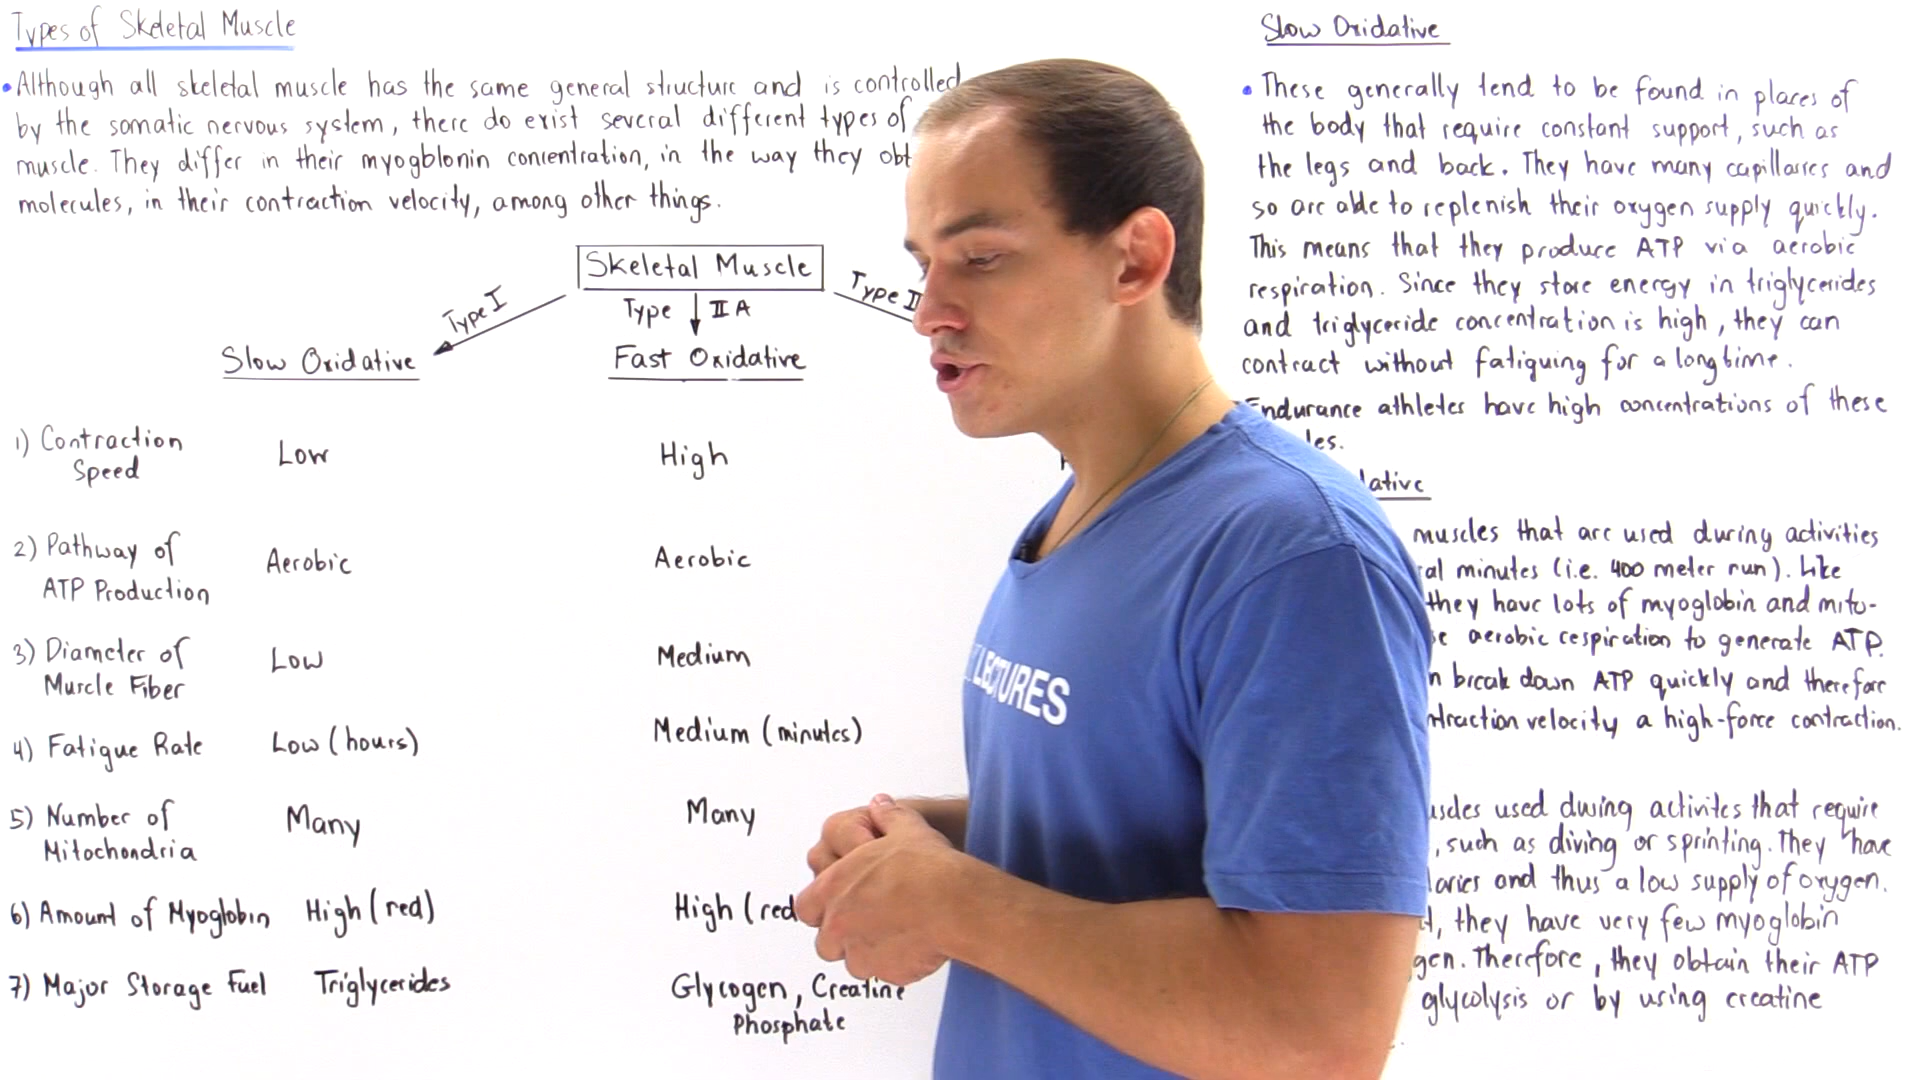 Types of Skeletal Muscle
• Although all skeletal muscle has the same general structure and is controlled
by the somatic nervous system, there do exist several different types of
muscle. They differ in their myogblonin concentration, in the way they
molecules, in their contraction velocity, among other things.
Skeletal Muscle
Type I
Type IIA
Type II
Slow Oxidative
Fast Oxidative
1) Contraction Speed Low High
2) Pathway of ATP Production Aerobic Aerobic
3) Diameter of Muscle Fiber Low Medium
4) Fatigue Rate Low (hours) Medium (minutes)
5) Number of Mitochondria Many Many
6) Amount of Myoglobin High (red) High (red
7) Major Storage Fuel Triglycerides Glycogen, Creatine Phosphate
Slow Oxidative
• These generally tend to be found in places of
the body that require constant support, such as
the legs and back. They have many capillaries and
so are able to replenish their oxygen supply quickly.
This means that they produce ATP via aerobic
respiration. Since they store energy in triglycerides
and triglyceride concentration is high, they can
contract without fatiguing for a long time.
Endurance athletes have high concentrations of these
muscles that are used during activities
minutes (i.e. 400 meter run). Like
they have lots of myoglobin and mito-
aerobic respiration to generate ATP.
break down ATP quickly and therefore
velocity a high-force contraction.
used during activites that require
, such as diving or sprinting. They have
and thus a low supply of oxygen.
, they have very few myoglobin
Therefore, they obtain their ATP
glycolysis or by using creatine
LECTURES